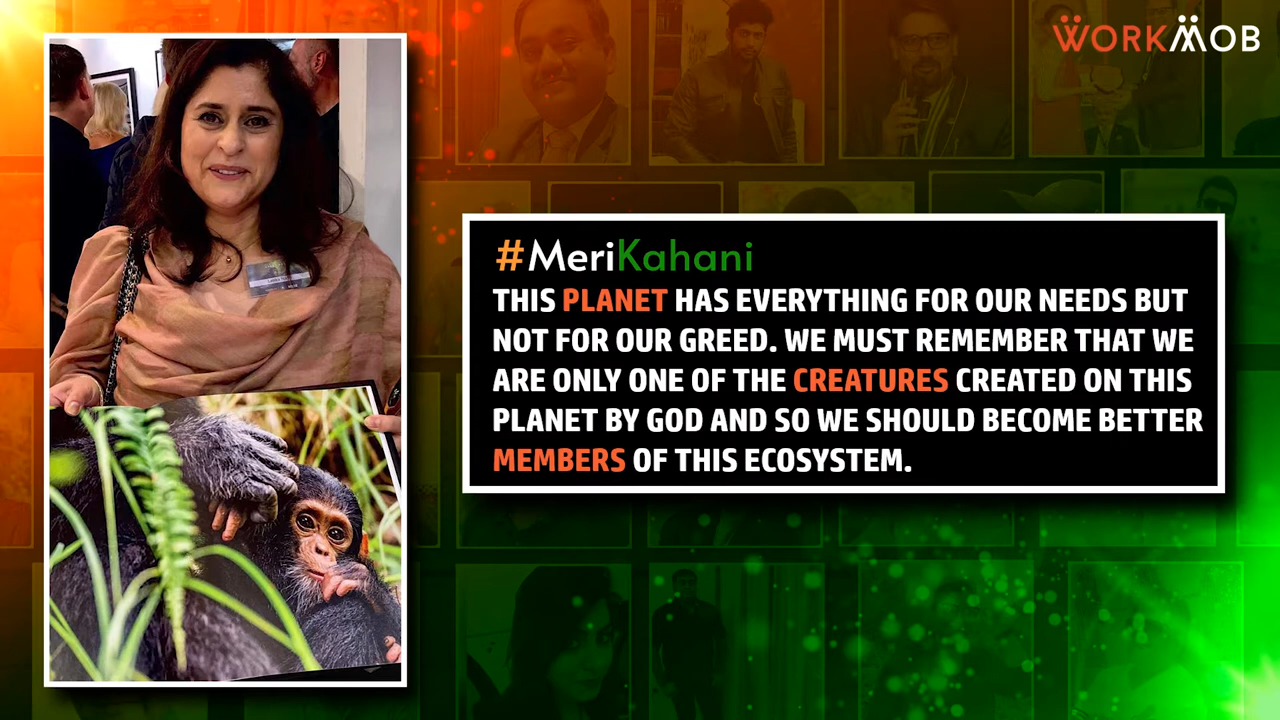 WORKMOB
#MeriKahani
THIS PLANET HAS EVERYTHING FOR OUR NEEDS BUT
NOT FOR OUR GREED. WE MUST REMEMBER THAT WE
ARE ONLY ONE OF THE CREATURES CREATED ON THIS
PLANET BY GOD AND SO WE SHOULD BECOME BETTER
MEMBERS OF THIS ECOSYSTEM.